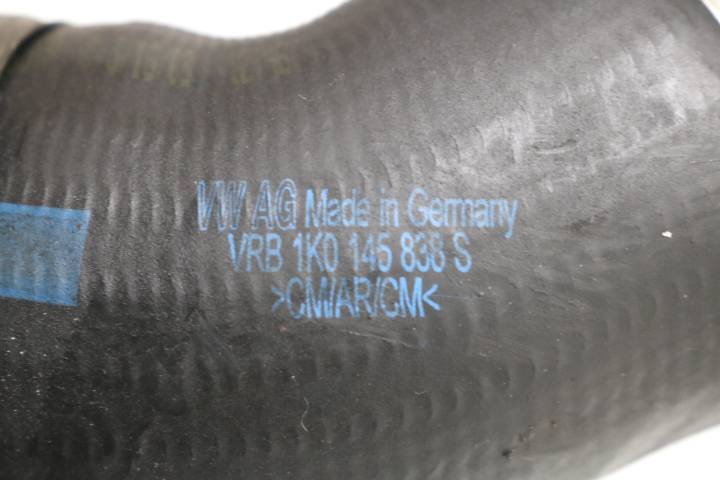 VW AG Made in Germany
VRB 1K0 145 838 S
>CM/AR/CM<